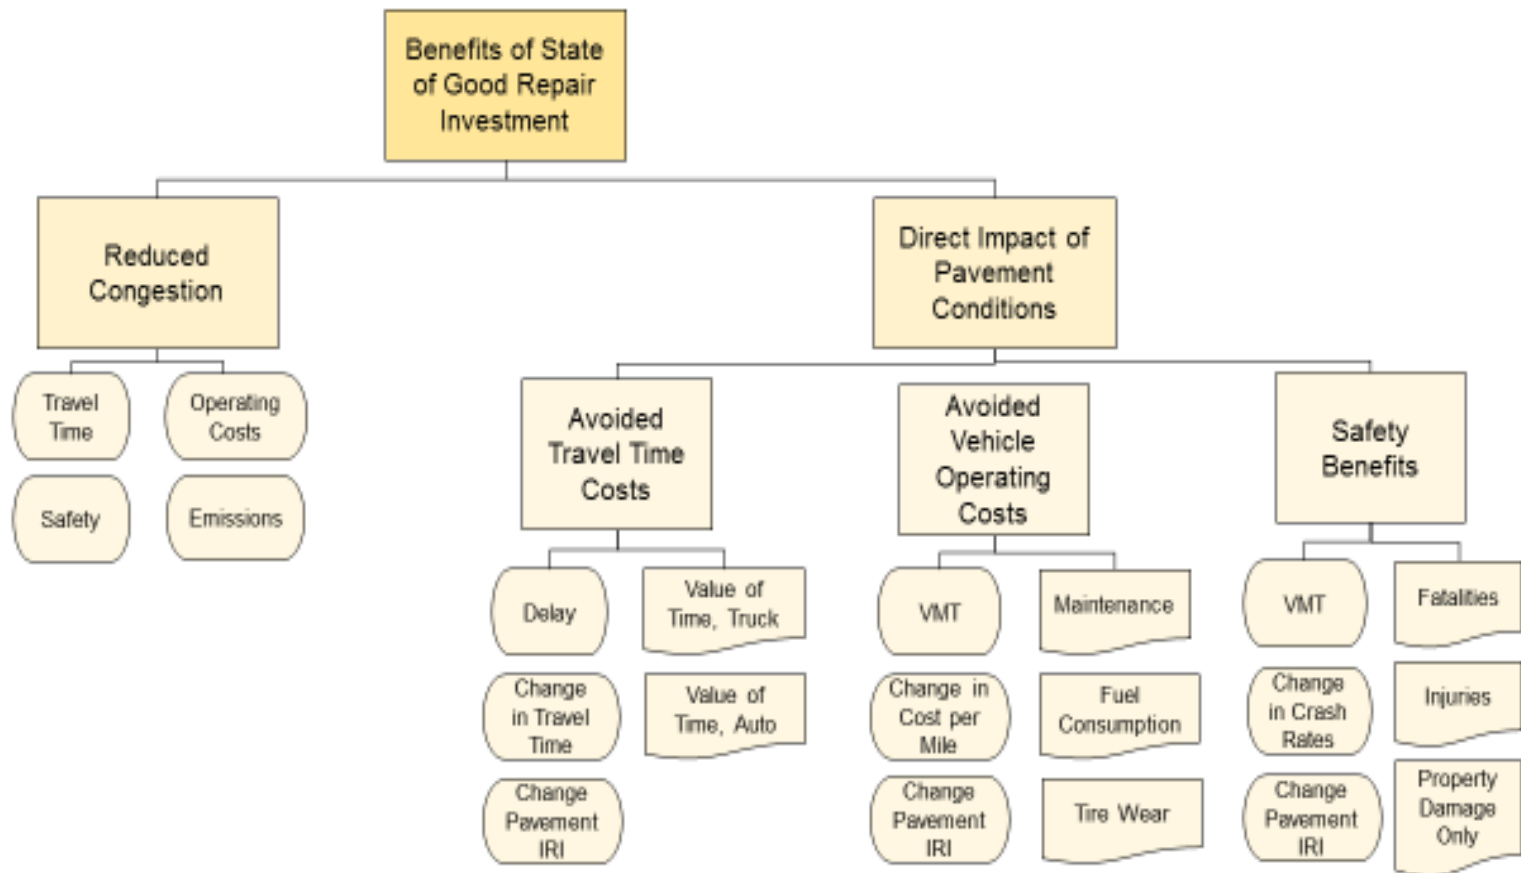 Benefits of State
of Good Repair
Investment
Reduced
Congestion
Direct Impact of
Pavement
Conditions
Travel
Time
Operating
Costs
Safety
Emissions
Avoided
Travel Time
Costs
Avoided
Vehicle
Operating
Costs
Safety
Benefits
Delay
Value of
Time, Truck
Change
in Travel
Time
Value of
Time, Auto
Change
Pavement
IRI
VMT
Maintenance
Change in
Cost per
Mile
Fuel
Consumption
Change
Pavement
IRI
Tire Wear
VMT
Fatalities
Change
in Crash
Rates
Injuries
Change
Pavement
IRI
Property
Damage
Only